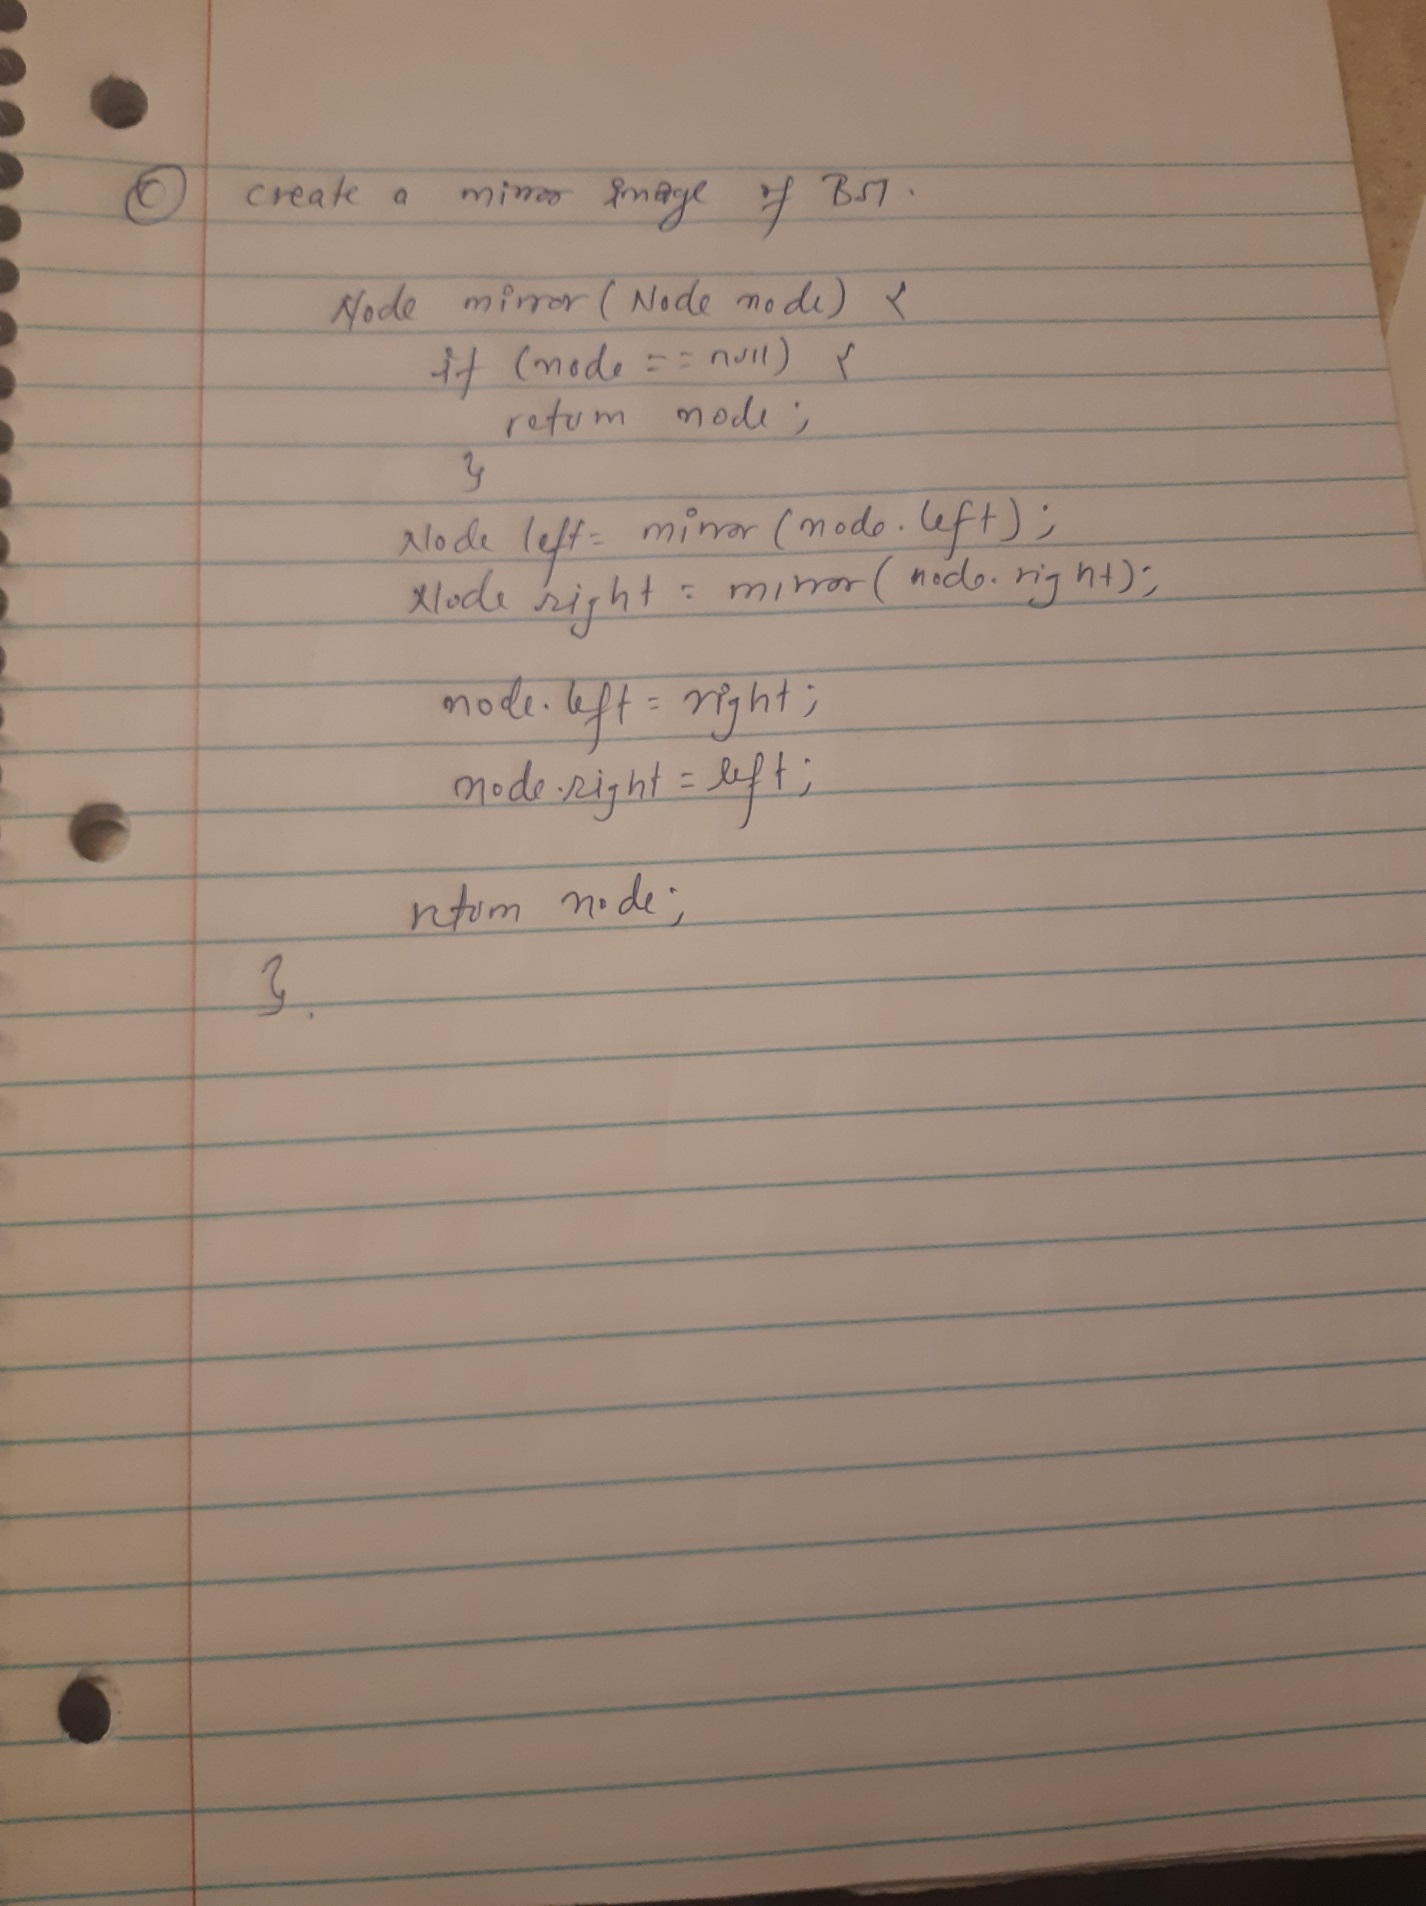 create a mirror image of BST.
Node mirror (Node node) {
if (node == null) {
return node;
}
Node left = mirror (node.left);
Node right = mirror (node.right);
node.left = right;
node.right = left;
return node;
}.